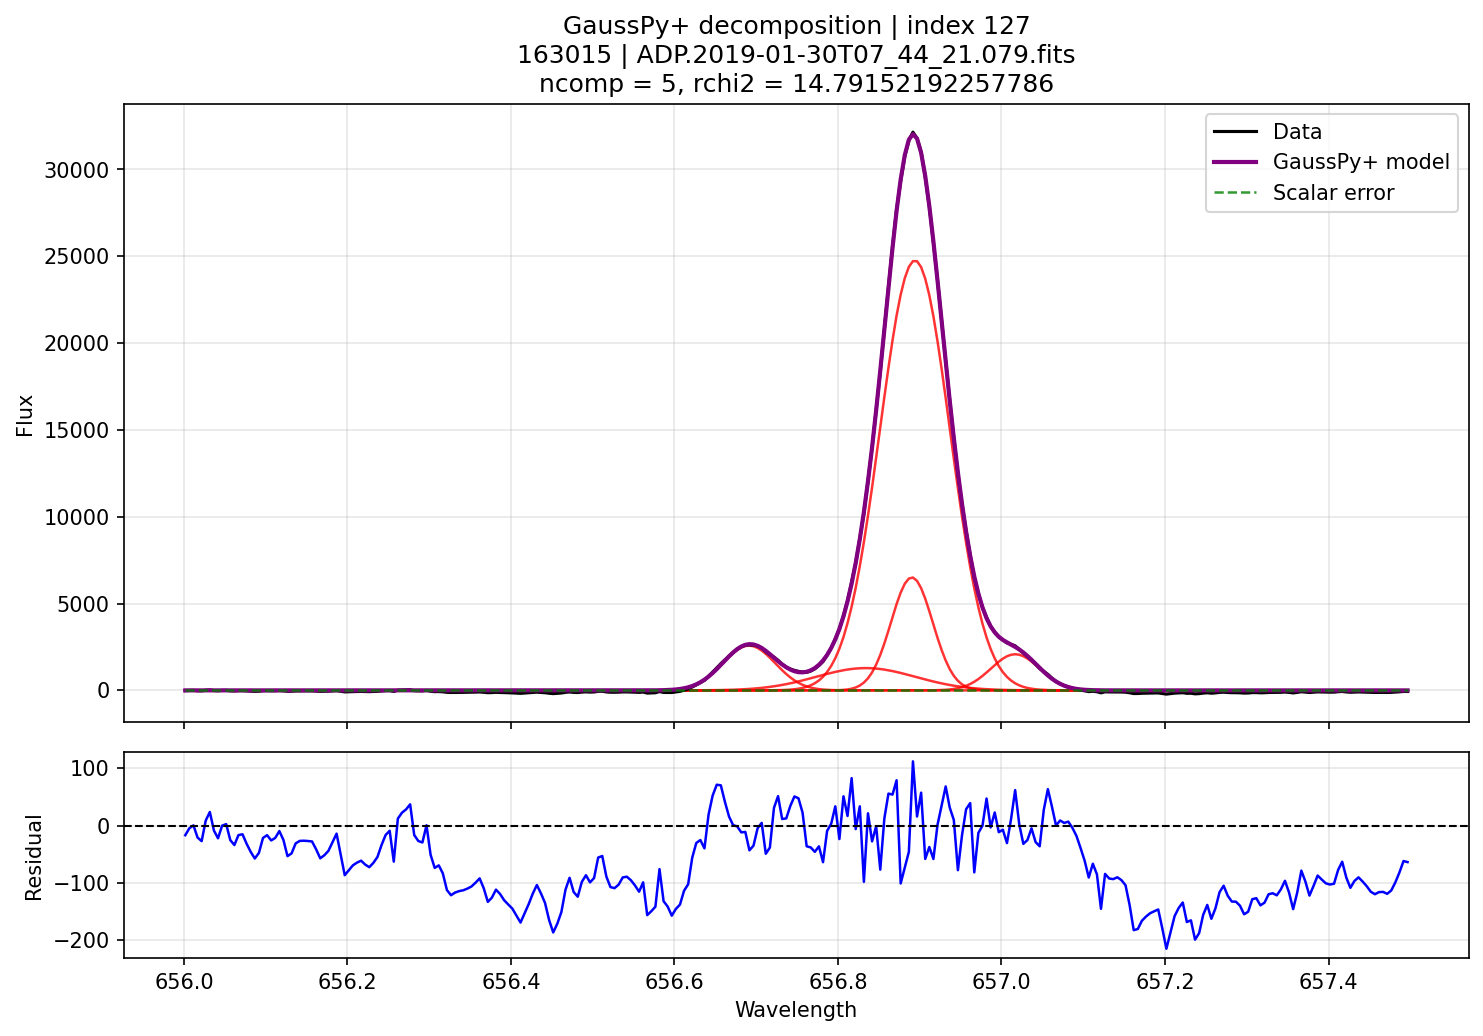 GaussPy+ decomposition | index 127
163015 | ADP.2019-01-30T07_44_21.079.fits
ncomp = 5, rchi2 = 14.79152192257786
Data
GaussPy+ model
Scalar error
Flux
30000
25000
20000
15000
10000
5000
0
Residual
100
0
−100
−200
656.0 656.2 656.4 656.6 656.8 657.0 657.2 657.4
Wavelength